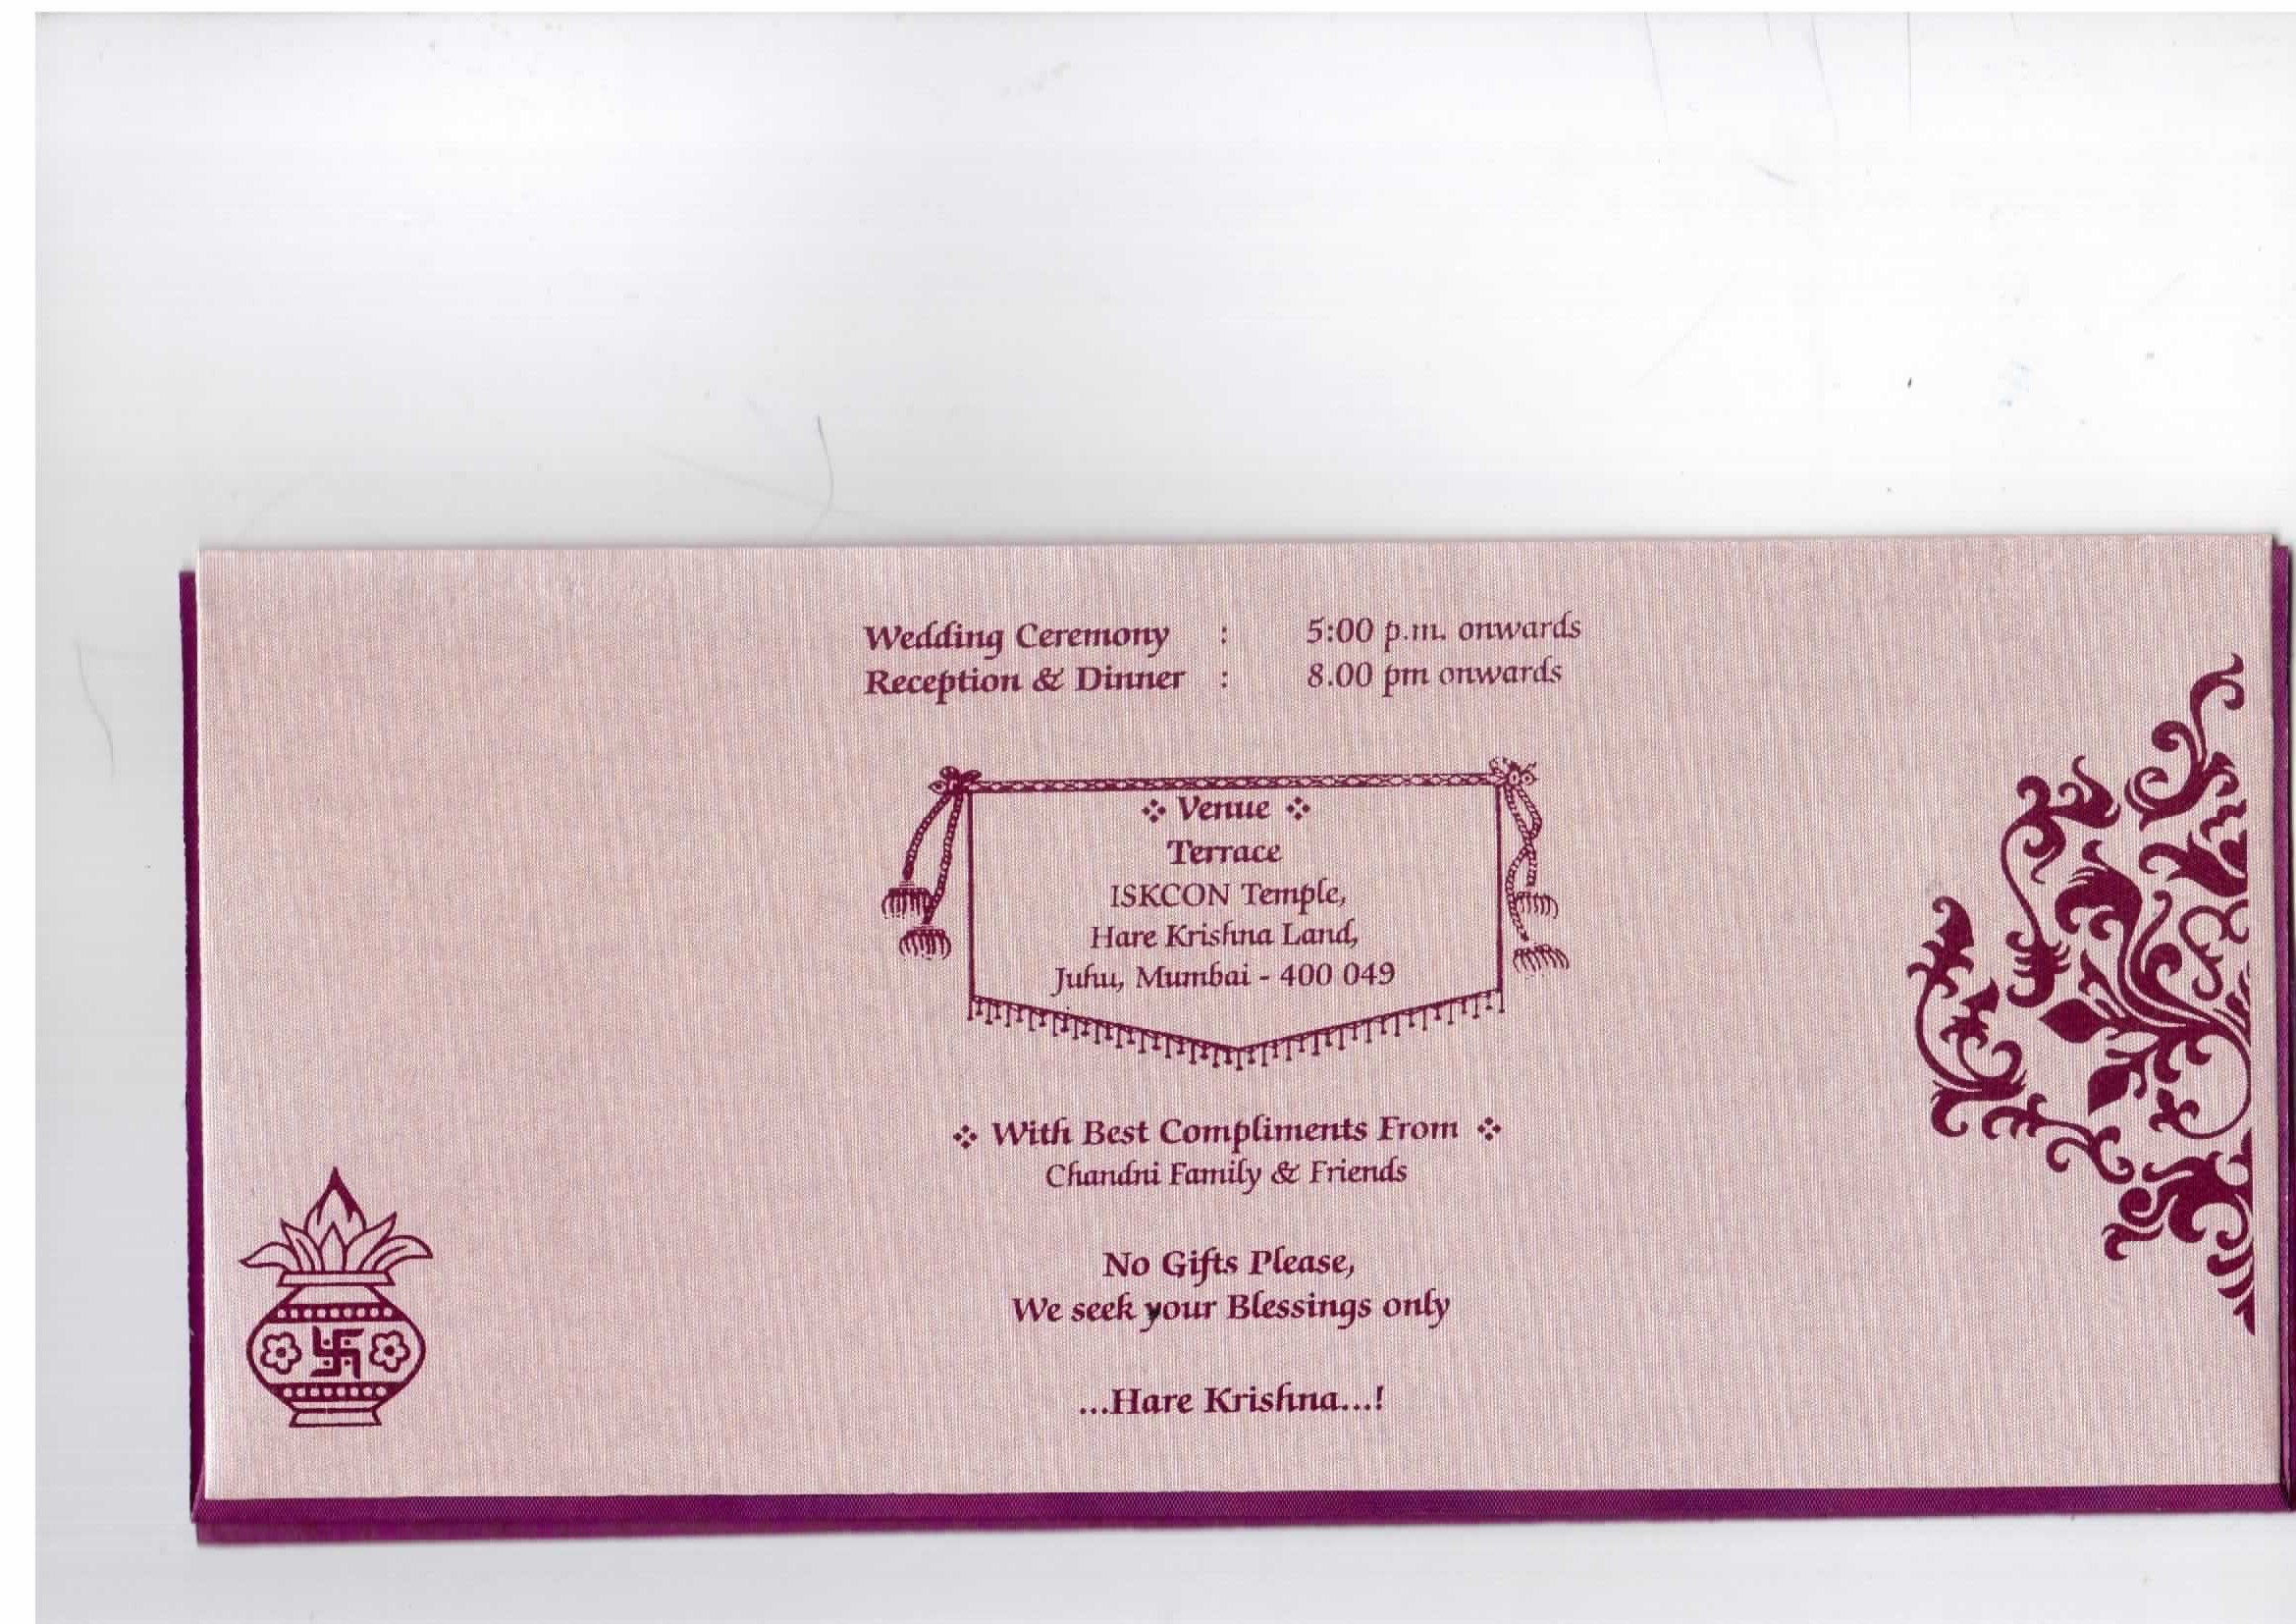 Wedding Ceremony : 5:00 p.m. onwards
Reception & Dinner : 8.00 pm onwards
Venue
Terrace
ISKCON Temple,
Hare Krishna Land,
Juhu, Mumbai - 400 049
With Best Compliments From
Chandni Family & Friends
No Gifts Please,
We seek your Blessings only
...Hare Krishna...!